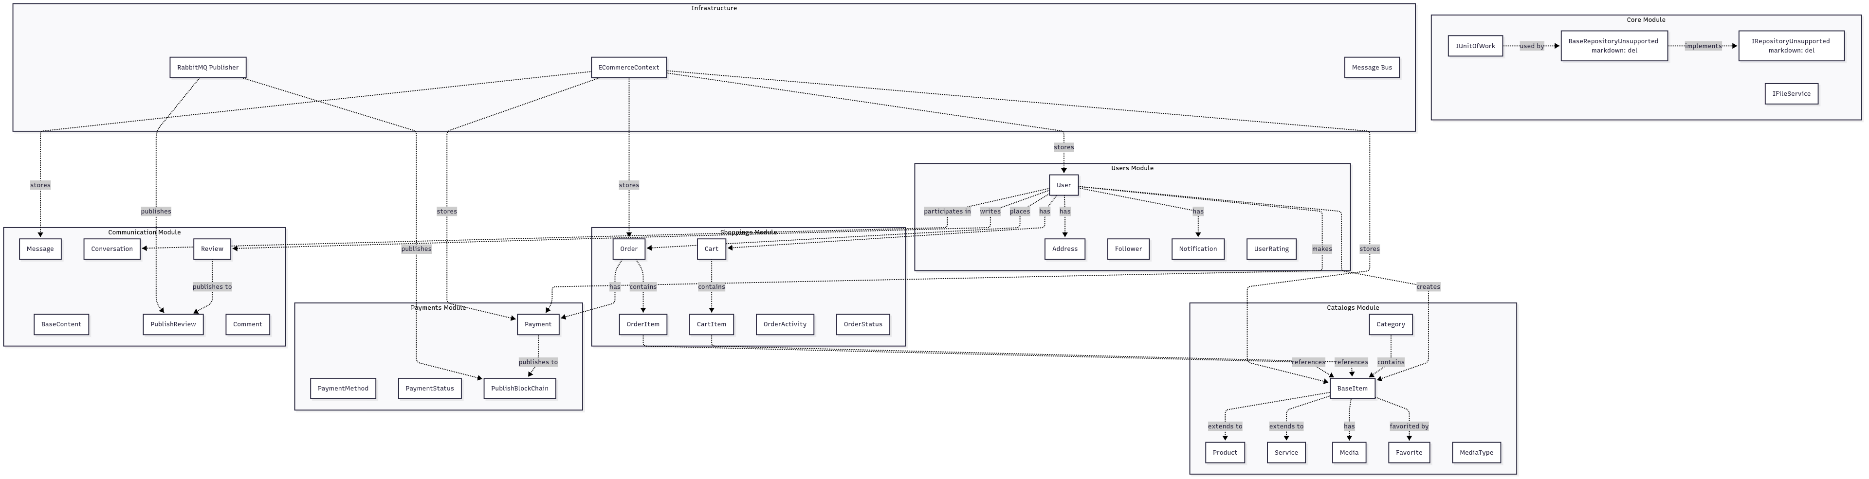 Infrastructure
Core Module
RabbitMQ Publisher
ECommerceContext
Message Bus
IUnitOfWork
used by
BaseRepositoryUnsupported
markdown: del
implements
IRepositoryUnsupported
markdown: del
IFileService
stores
Users Module
stores
stores
User
publishes
stores
participates in
writes
places
has
has
has
Communication Module
Shoppings Module
Message
Conversation
Review
publishes
Order
Cart
Address
Follower
Notification
UserRating
makes
stores
publishes to
has
contains
contains
creates
Payments Module
Catalogs Module
BaseContent
PublishReview
Comment
Payment
OrderItem
CartItem
OrderActivity
OrderStatus
Category
publishes to
references
references
contains
PaymentMethod
PaymentStatus
PublishBlockChain
BaseItem
extends to
extends to
has
favorited by
Product
Service
Media
Favorite
MediaType